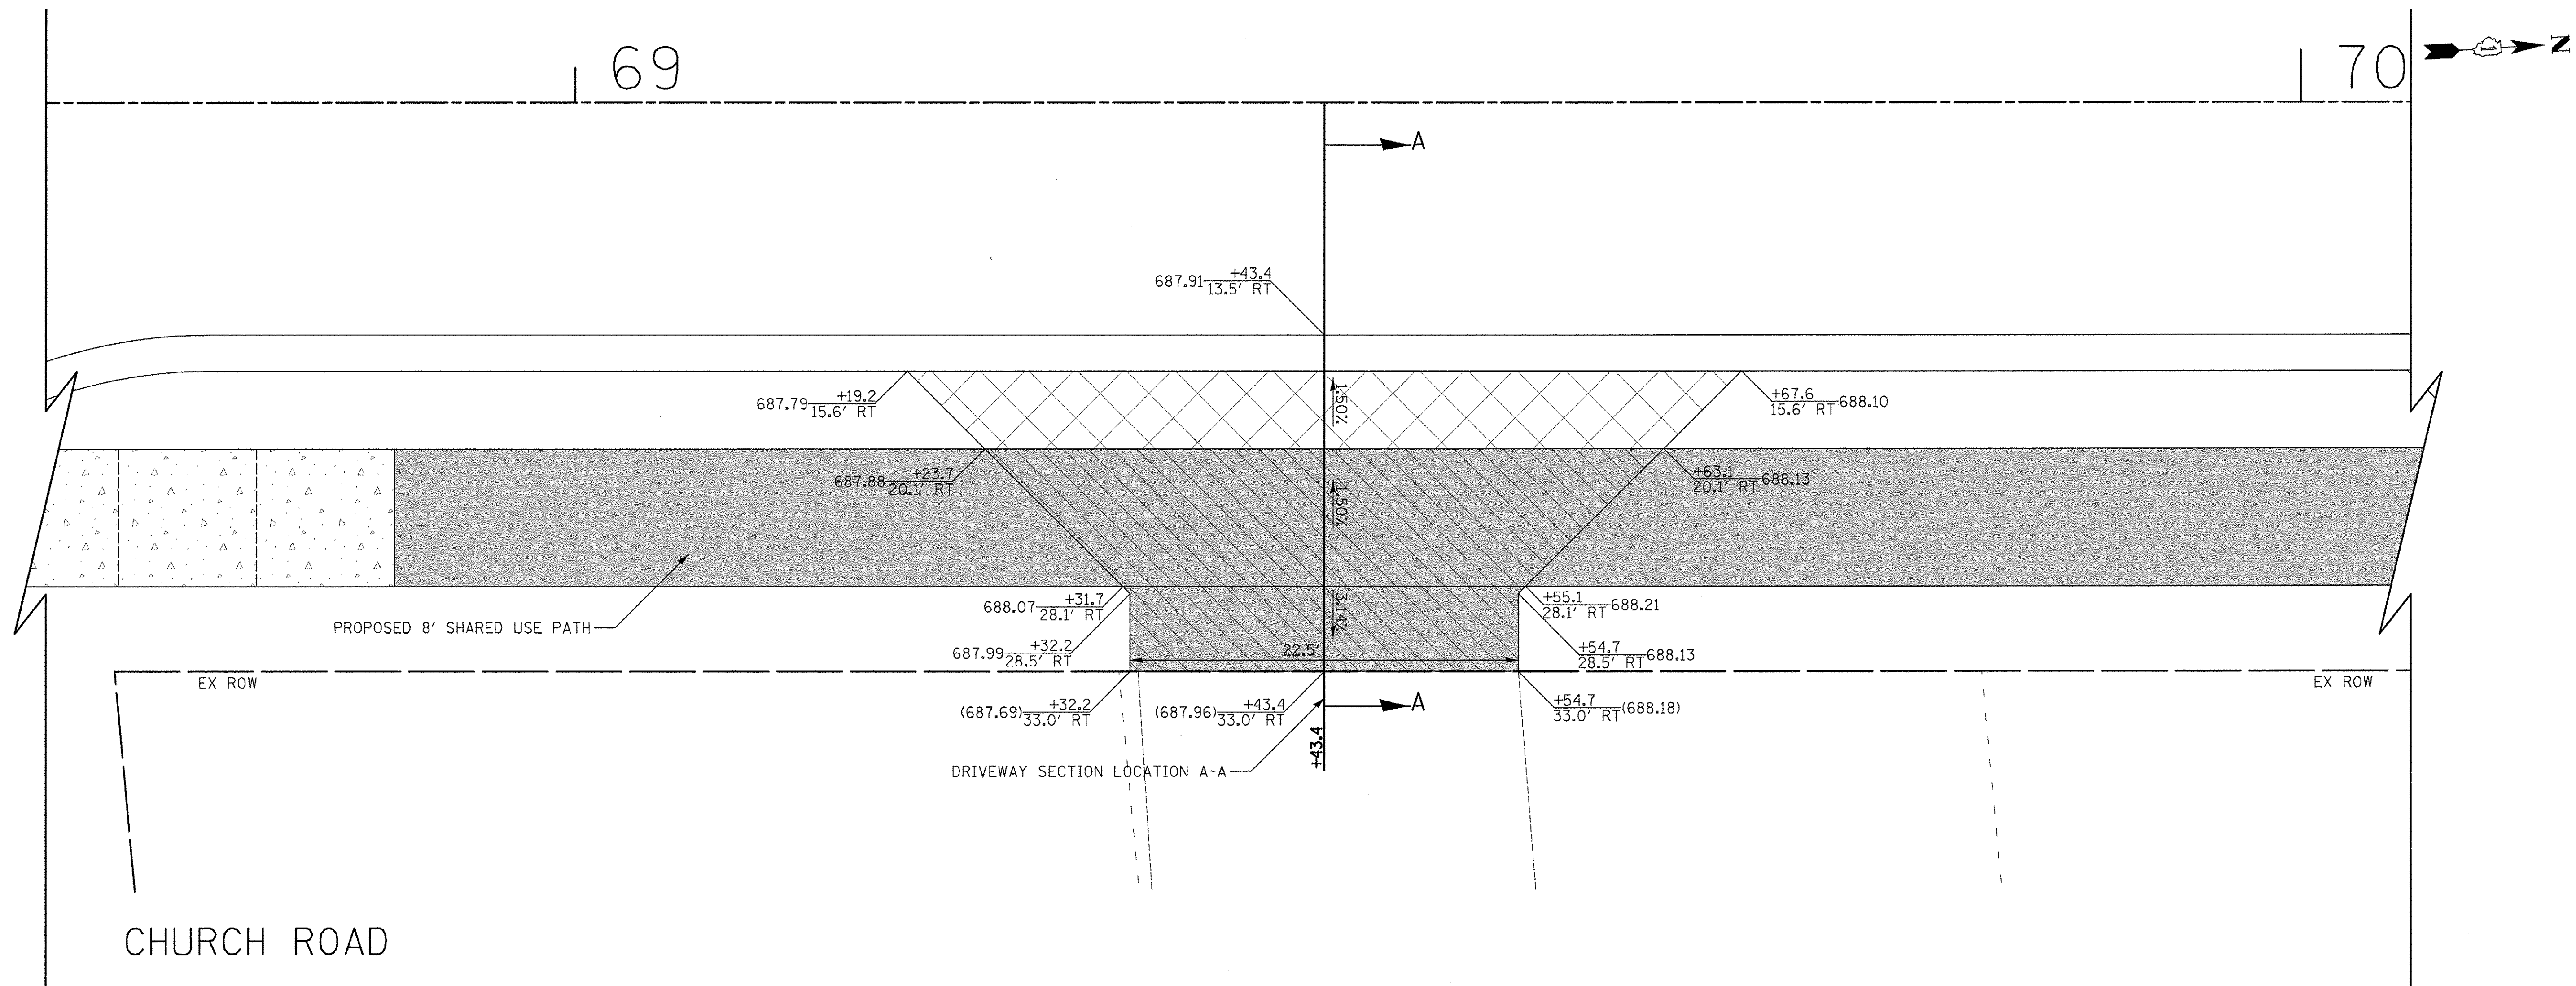 69
70
N
A
687.91 +43.4
13.5' RT
687.79 +19.2
15.6' RT
1.50%
+67.6 688.10
15.6' RT
687.88 +23.7
20.1' RT
1.50%
+63.1 688.13
20.1' RT
688.07 +31.7
28.1' RT
3.14%
+55.1 688.21
28.1' RT
PROPOSED 8' SHARED USE PATH
687.99 +32.2
28.5' RT
22.5'
+54.7 688.13
28.5' RT
EX ROW
EX ROW
(687.69) +32.2
33.0' RT
(687.96) +43.4
33.0' RT
A
+54.7 (688.18)
33.0' RT
+43.4
DRIVEWAY SECTION LOCATION A-A
CHURCH ROAD